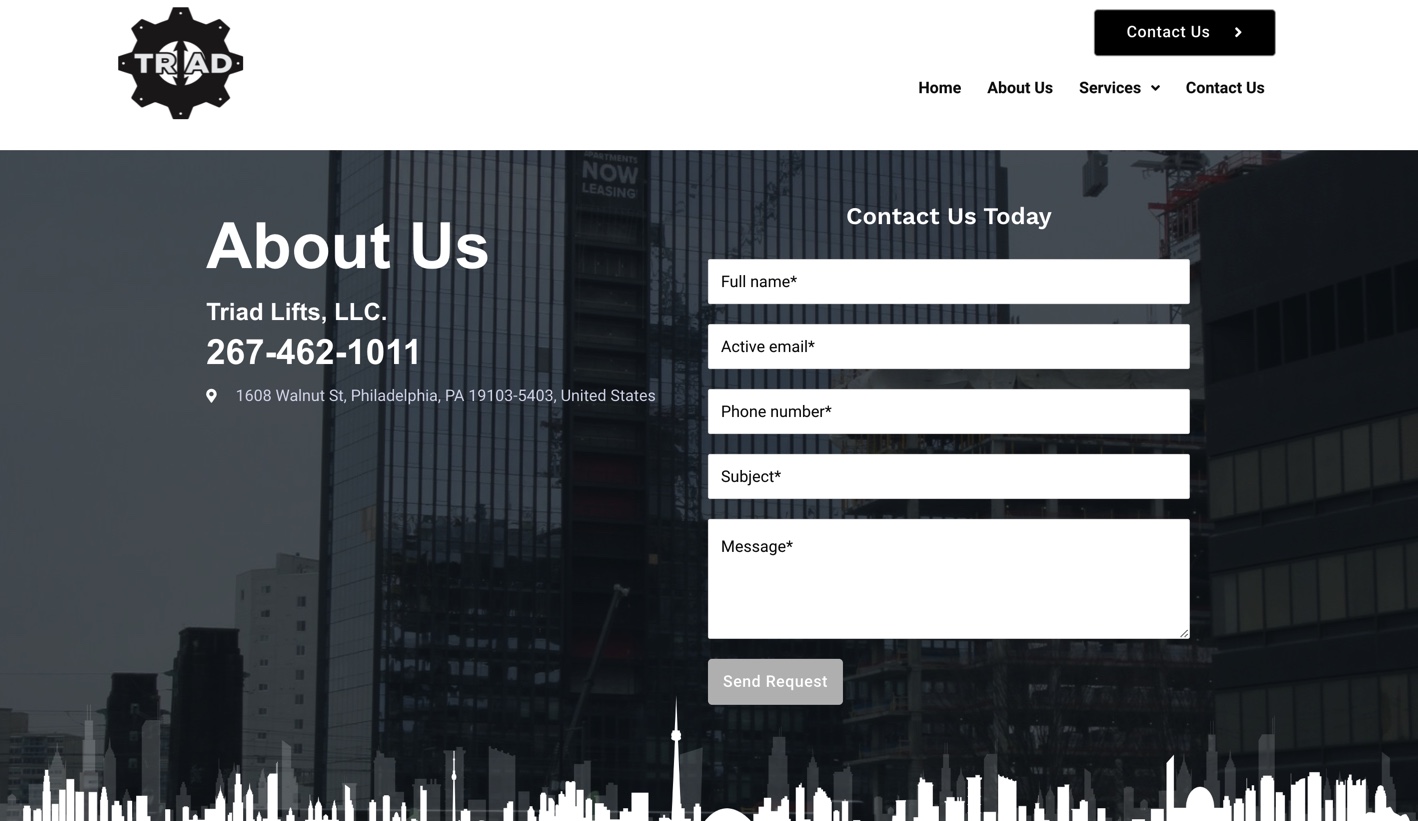 TRIAD
Contact Us
Home
About Us
Services
Contact Us
APARTMENTS
NOW
LEASING
About Us
Triad Lifts, LLC.
267-462-1011
1608 Walnut St, Philadelphia, PA 19103-5403, United States
Contact Us Today
Full name*
Active email*
Phone number*
Subject*
Message*
Send Request